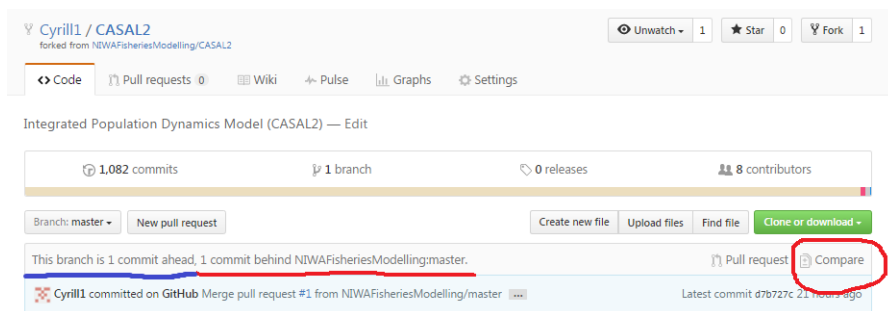 Cyrill1 / CASAL2
forked from NIWAFisheriesModelling/CASAL2
Unwatch 1 Star 0 Fork 1
Code Pull requests 0 Wiki Pulse Graphs Settings
Integrated Population Dynamics Model (CASAL2) — Edit
1,082 commits 1 branch 0 releases 8 contributors
Branch: master New pull request Create new file Upload files Find file Clone or download
This branch is 1 commit ahead, 1 commit behind NIWAFisheriesModelling:master. Pull request Compare
Cyrill1 committed on GitHub Merge pull request #1 from NIWAFisheriesModelling/master ... Latest commit d7b727c 21 hours ago